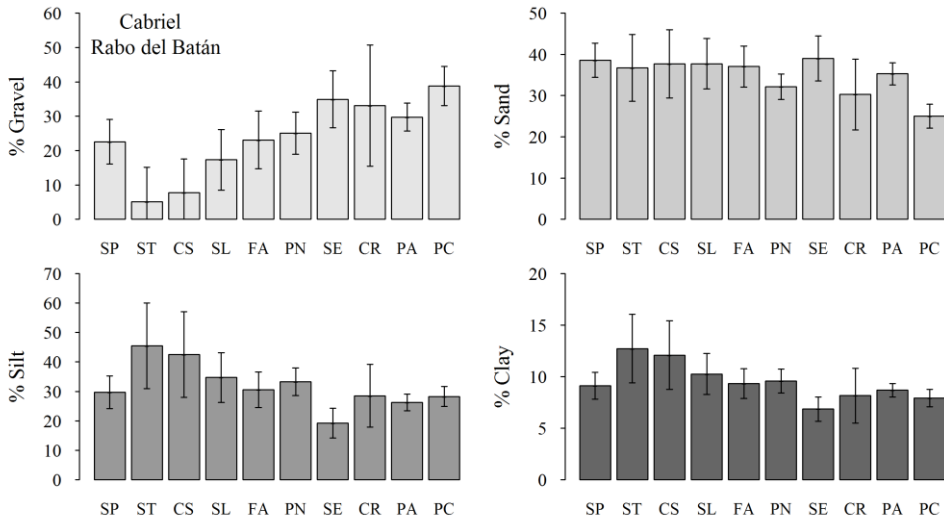 Cabriel
Rabo del Batán
% Gravel
60
50
40
30
20
10
0
SP ST CS SL FA PN SE CR PA PC
% Sand
50
40
30
20
10
0
SP ST CS SL FA PN SE CR PA PC
% Silt
70
60
50
40
30
20
10
0
SP ST CS SL FA PN SE CR PA PC
% Clay
20
15
10
5
0
SP ST CS SL FA PN SE CR PA PC